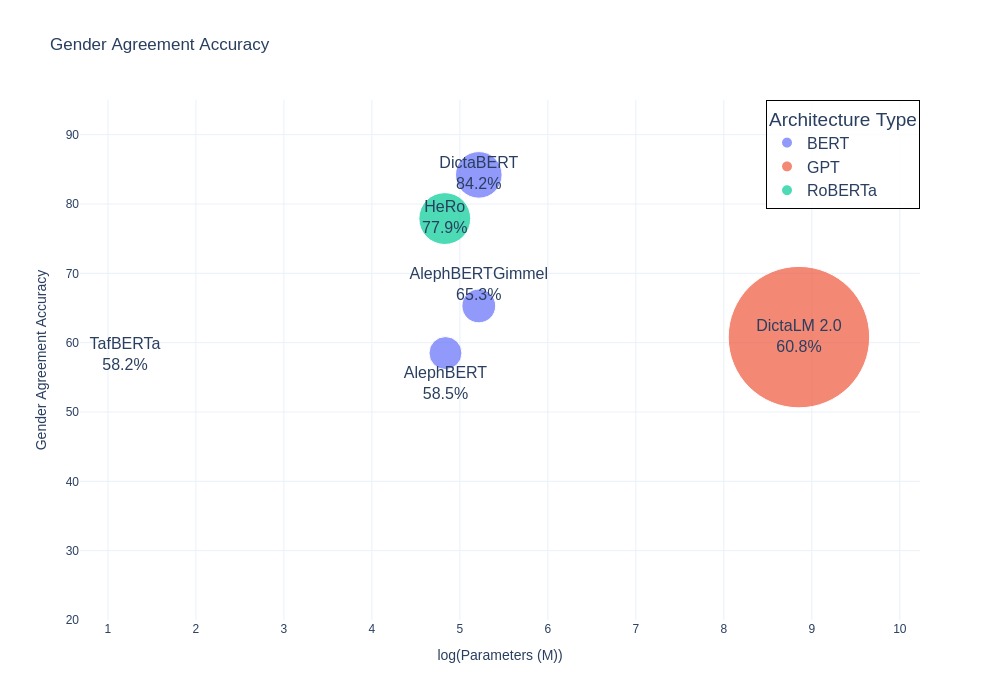 Gender Agreement Accuracy
Architecture Type
BERT
GPT
RoBERTa
Gender Agreement Accuracy
90
80
70
60
50
40
30
20
DictaBERT
84.2%
HeRo
77.9%
AlephBERTGimmel
65.3%
DictaLM 2.0
60.8%
TafBERTa
58.2%
AlephBERT
58.5%
1 2 3 4 5 6 7 8 9 10
log(Parameters (M))